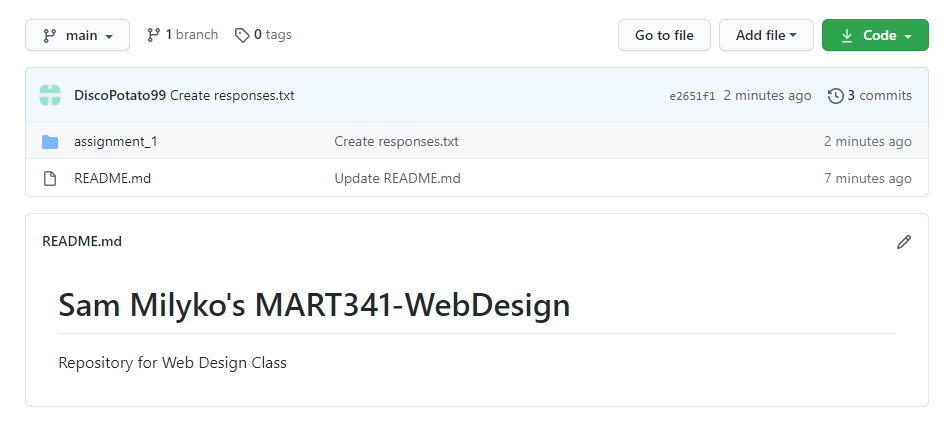 main 1 branch 0 tags Go to file Add file Code
DiscoPotato99 Create responses.txt e2651f1 2 minutes ago 3 commits
assignment_1 Create responses.txt 2 minutes ago
README.md Update README.md 7 minutes ago
README.md
Sam Milyko's MART341-WebDesign
Repository for Web Design Class